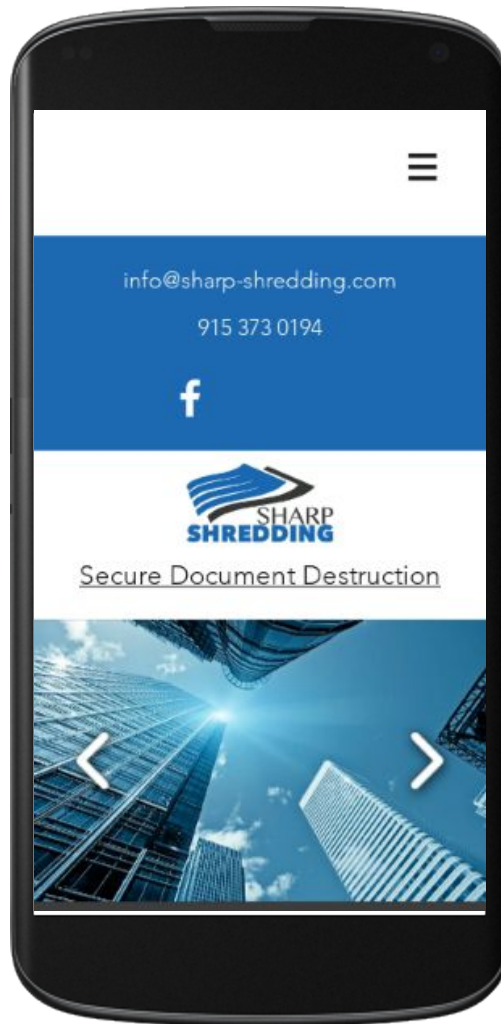 info@sharp-shredding.com
915 373 0194
f
SHARP
SHREDDING
Secure Document Destruction